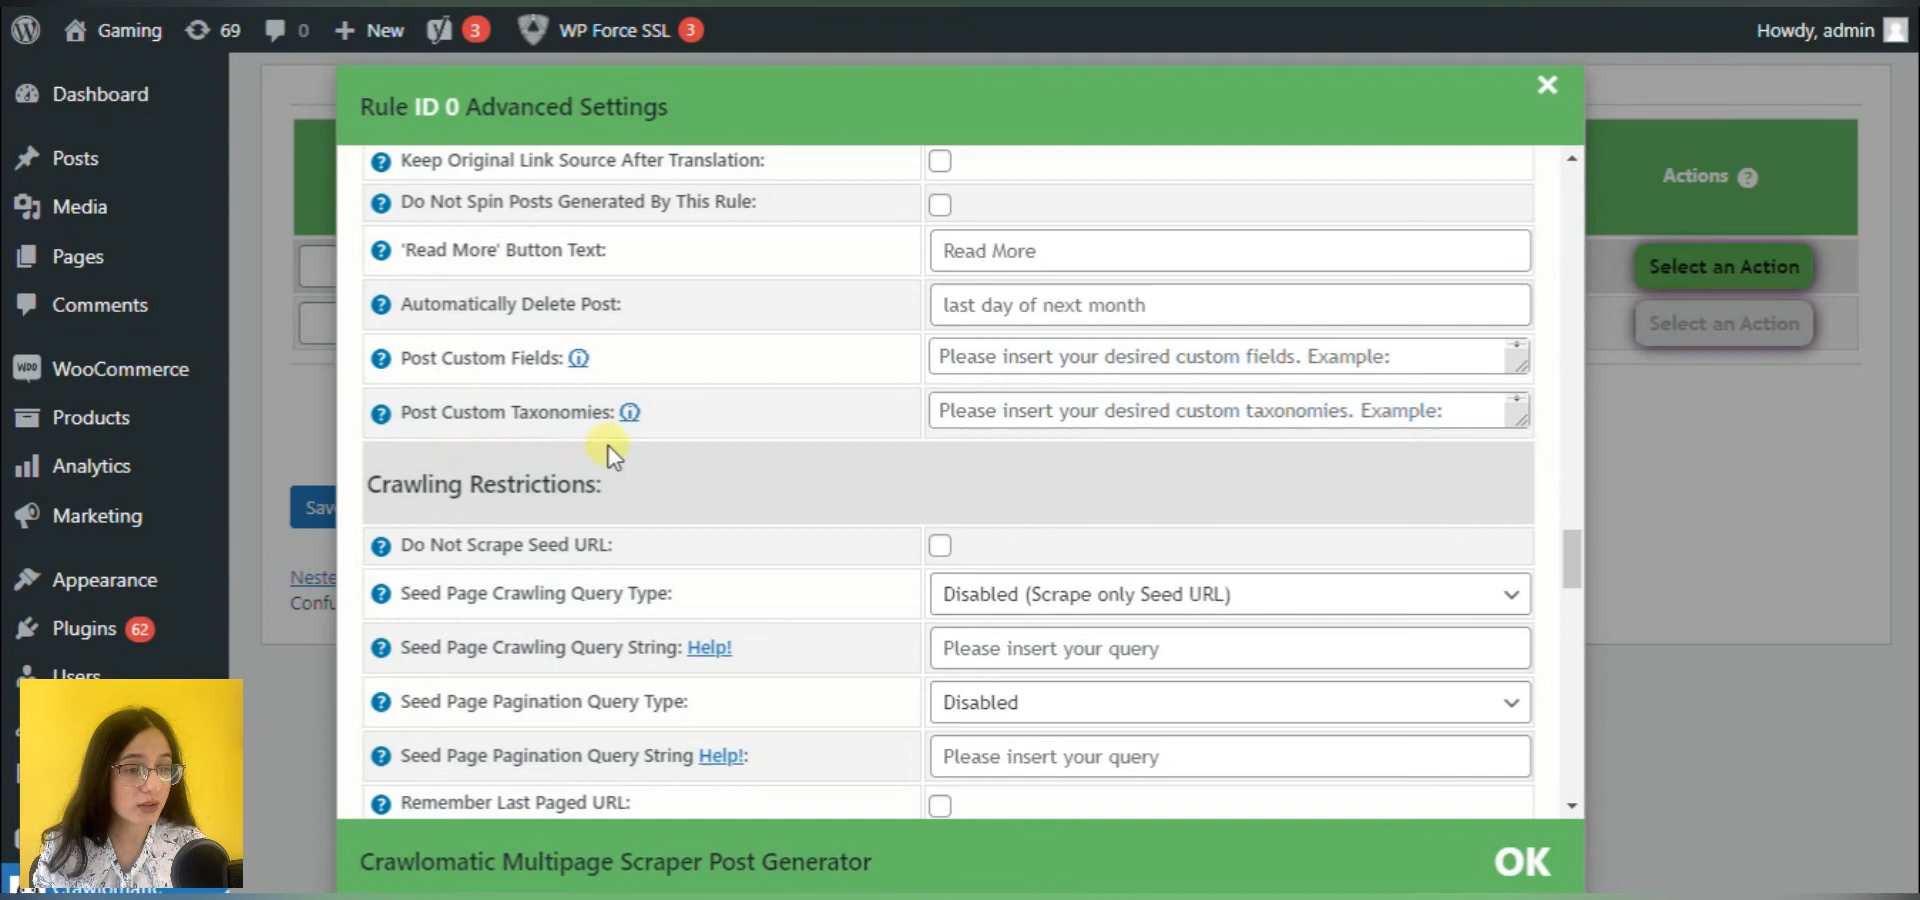 Gaming 69 0 New 3 WP Force SSL 3 Howdy, admin
Dashboard
Posts
Media
Pages
Comments
WooCommerce
Products
Analytics
Marketing
Appearance
Plugins 62
Users
Rule ID 0 Advanced Settings
Keep Original Link Source After Translation:
Do Not Spin Posts Generated By This Rule:
'Read More' Button Text: Read More
Automatically Delete Post: last day of next month
Post Custom Fields: Please insert your desired custom fields. Example:
Post Custom Taxonomies: Please insert your desired custom taxonomies. Example:
Crawling Restrictions:
Do Not Scrape Seed URL:
Seed Page Crawling Query Type: Disabled (Scrape only Seed URL)
Seed Page Crawling Query String: Help! Please insert your query
Seed Page Pagination Query Type: Disabled
Seed Page Pagination Query String Help!: Please insert your query
Remember Last Paged URL:
Crawlomatic Multipage Scraper Post Generator OK
Actions
Select an Action
Select an Action